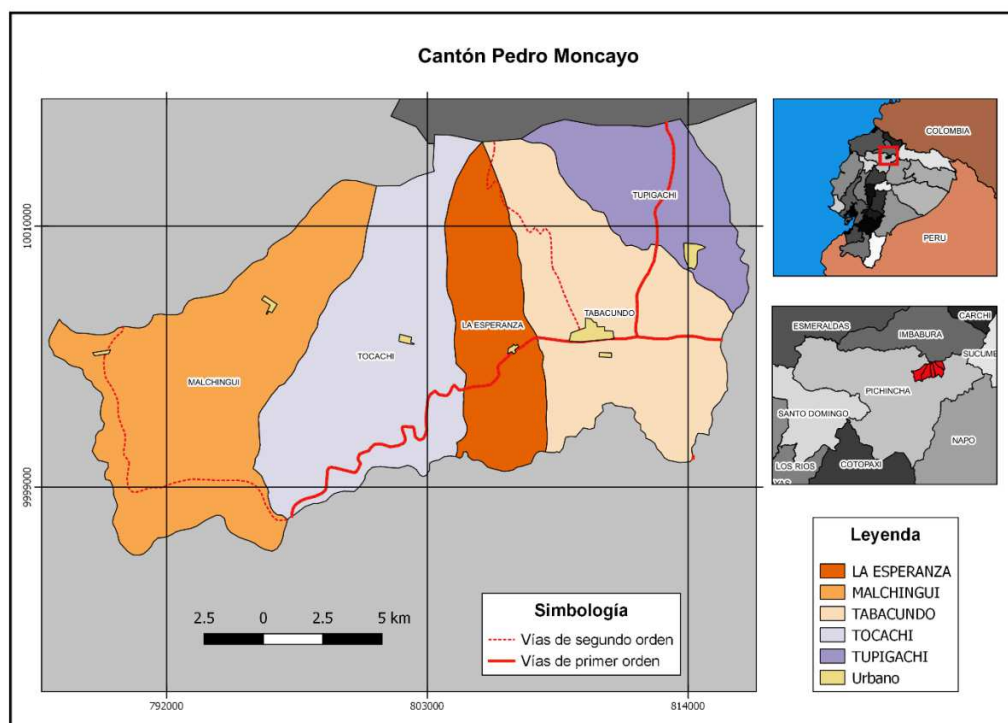 Cantón Pedro Moncayo
10010000
9999000
792000
803000
814000
TUPIGACHI
TABACUNDO
LA ESPERANZA
TOCACHI
MALCHINGUI
2.5 0 2.5 5 km
Simbología
Vías de segundo orden
Vías de primer orden
COLOMBIA
PERU
ESMERALDAS
CARCHI
IMBABURA
SUCUME
PICHINCHA
SANTO DOMINGO
NAPO
LOS RIOS
COTOPAXI
Leyenda
LA ESPERANZA
MALCHINGUI
TABACUNDO
TOCACHI
TUPIGACHI
Urbano